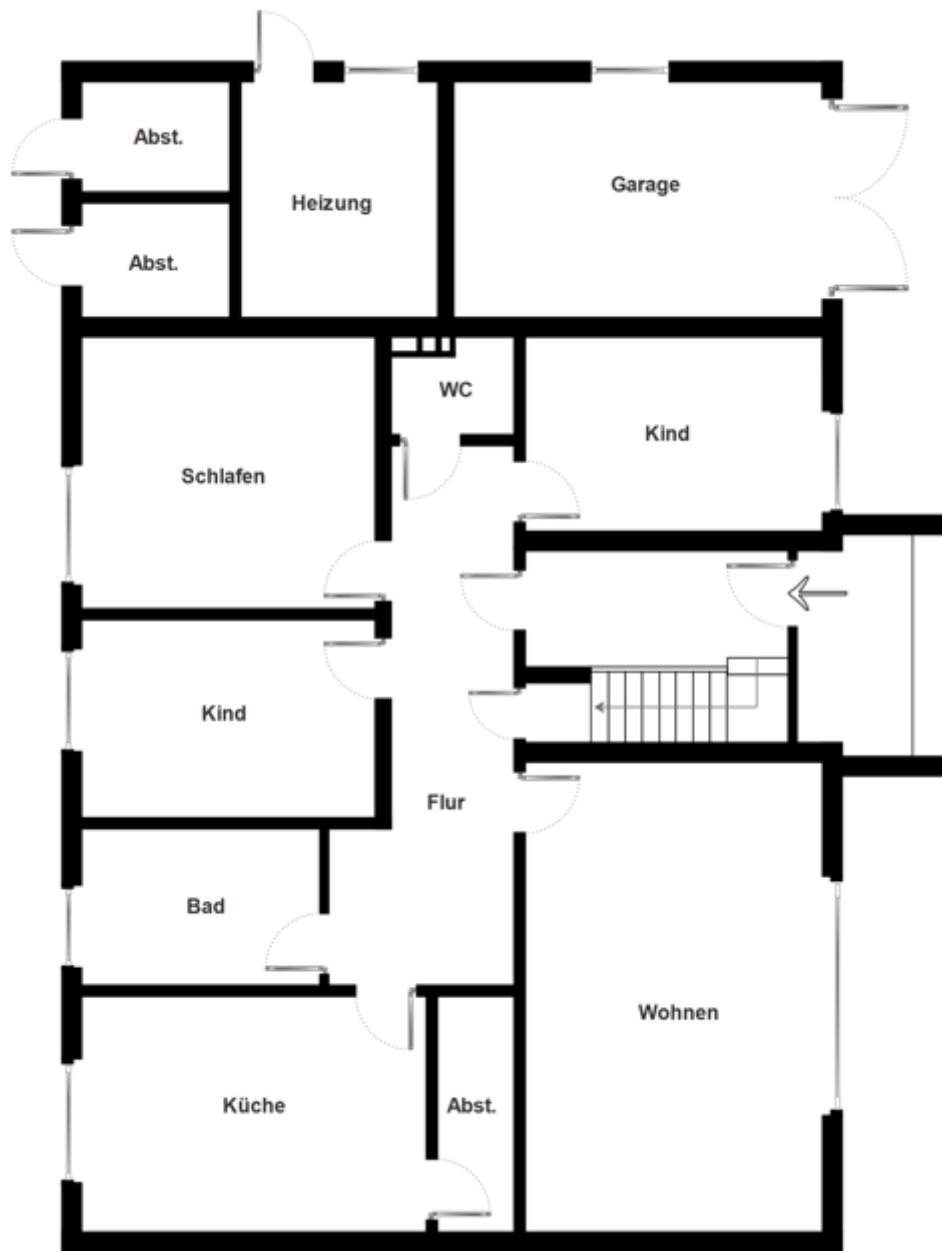 Abst.
Heizung
Garage
Abst.
WC
Kind
Schlafen
Kind
Flur
Bad
Wohnen
Küche
Abst.